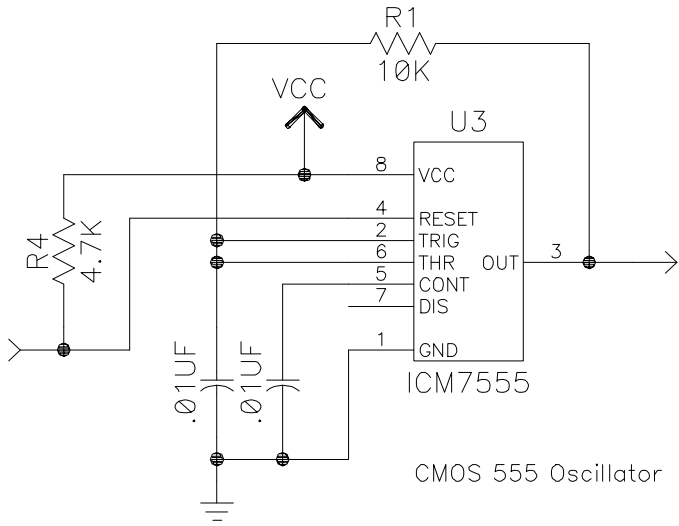 R1
10K
VCC
U3
8
VCC
4
RESET
2
TRIG
6
THR
OUT
3
5
CONT
7
DIS
1
GND
R4
4.7K
.01UF
.01UF
ICM7555
CMOS 555 Oscillator